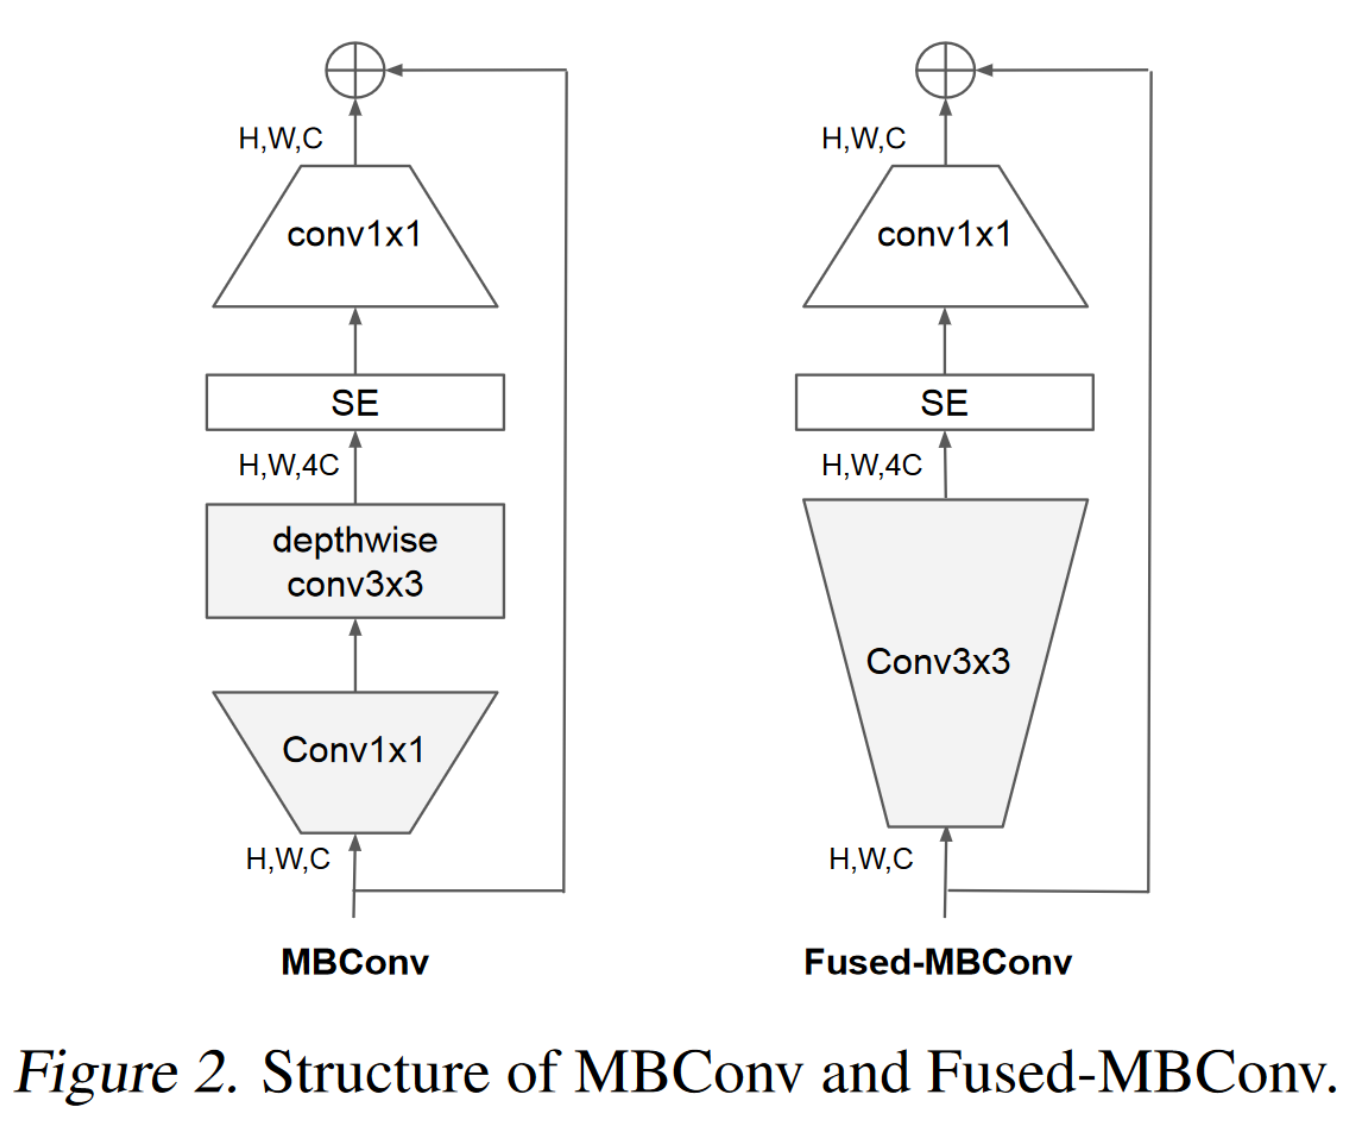 H,W,C
conv1x1
SE
H,W,4C
depthwise
conv3x3
Conv1x1
H,W,C
MBConv
H,W,C
conv1x1
SE
H,W,4C
Conv3x3
H,W,C
Fused-MBConv
Figure 2. Structure of MBConv and Fused-MBConv.